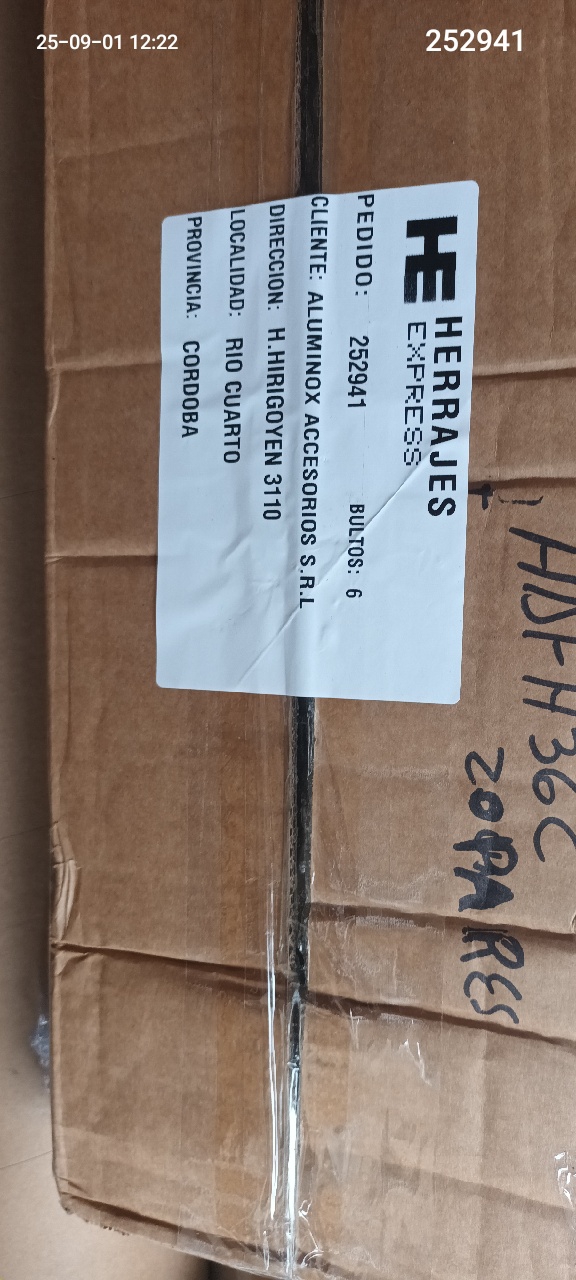 25-09-01 12:22
252941
HE HERRAJES
EXPRESS
PEDIDO: 252941 BULTOS: 6
CLIENTE: ALUMINOX ACCESORIOS S.R.L
DIRECCION: H.HIRIGOYEN 3110
LOCALIDAD: RIO CUARTO
PROVINCIA: CORDOBA
20 PARES